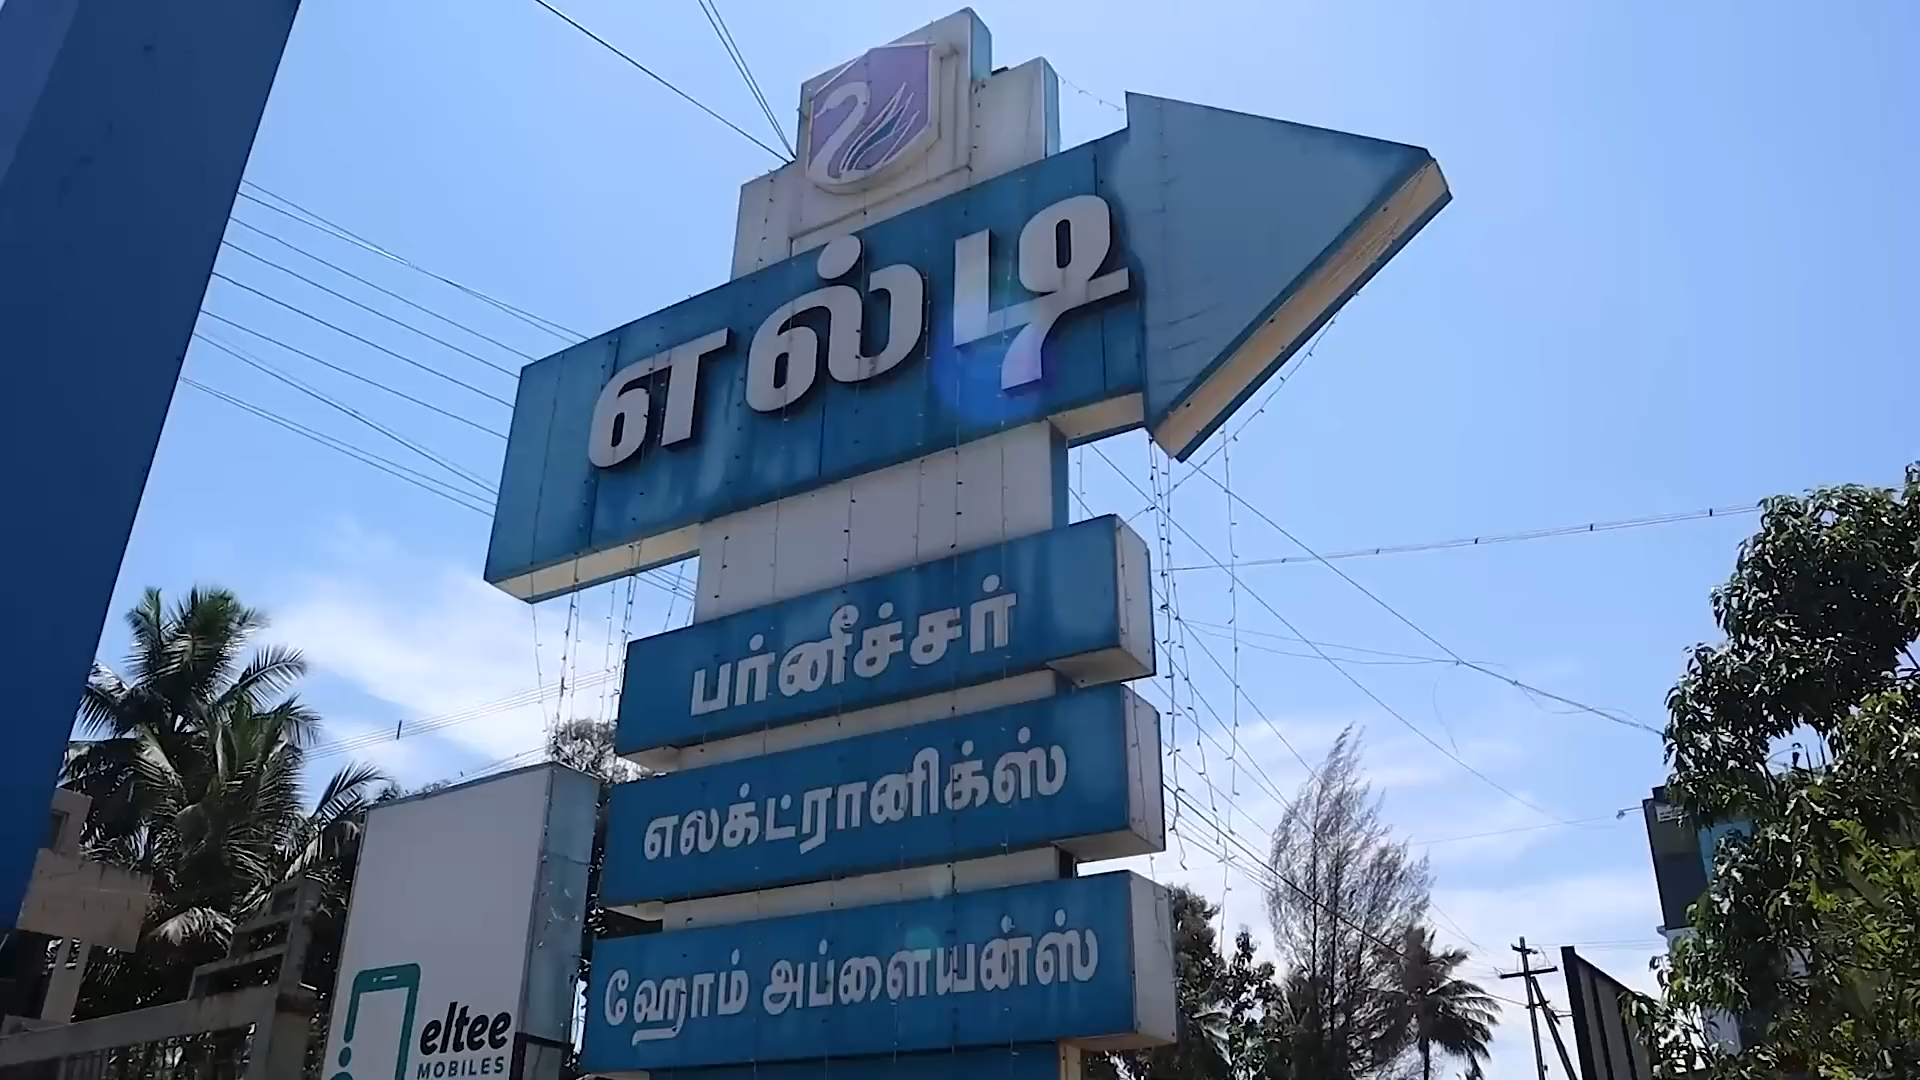 எல்டி
பர்னீச்சர்
எலக்ட்ரானிக்ஸ்
ஹோம் அப்ளையன்ஸ்
eltee
MOBILES